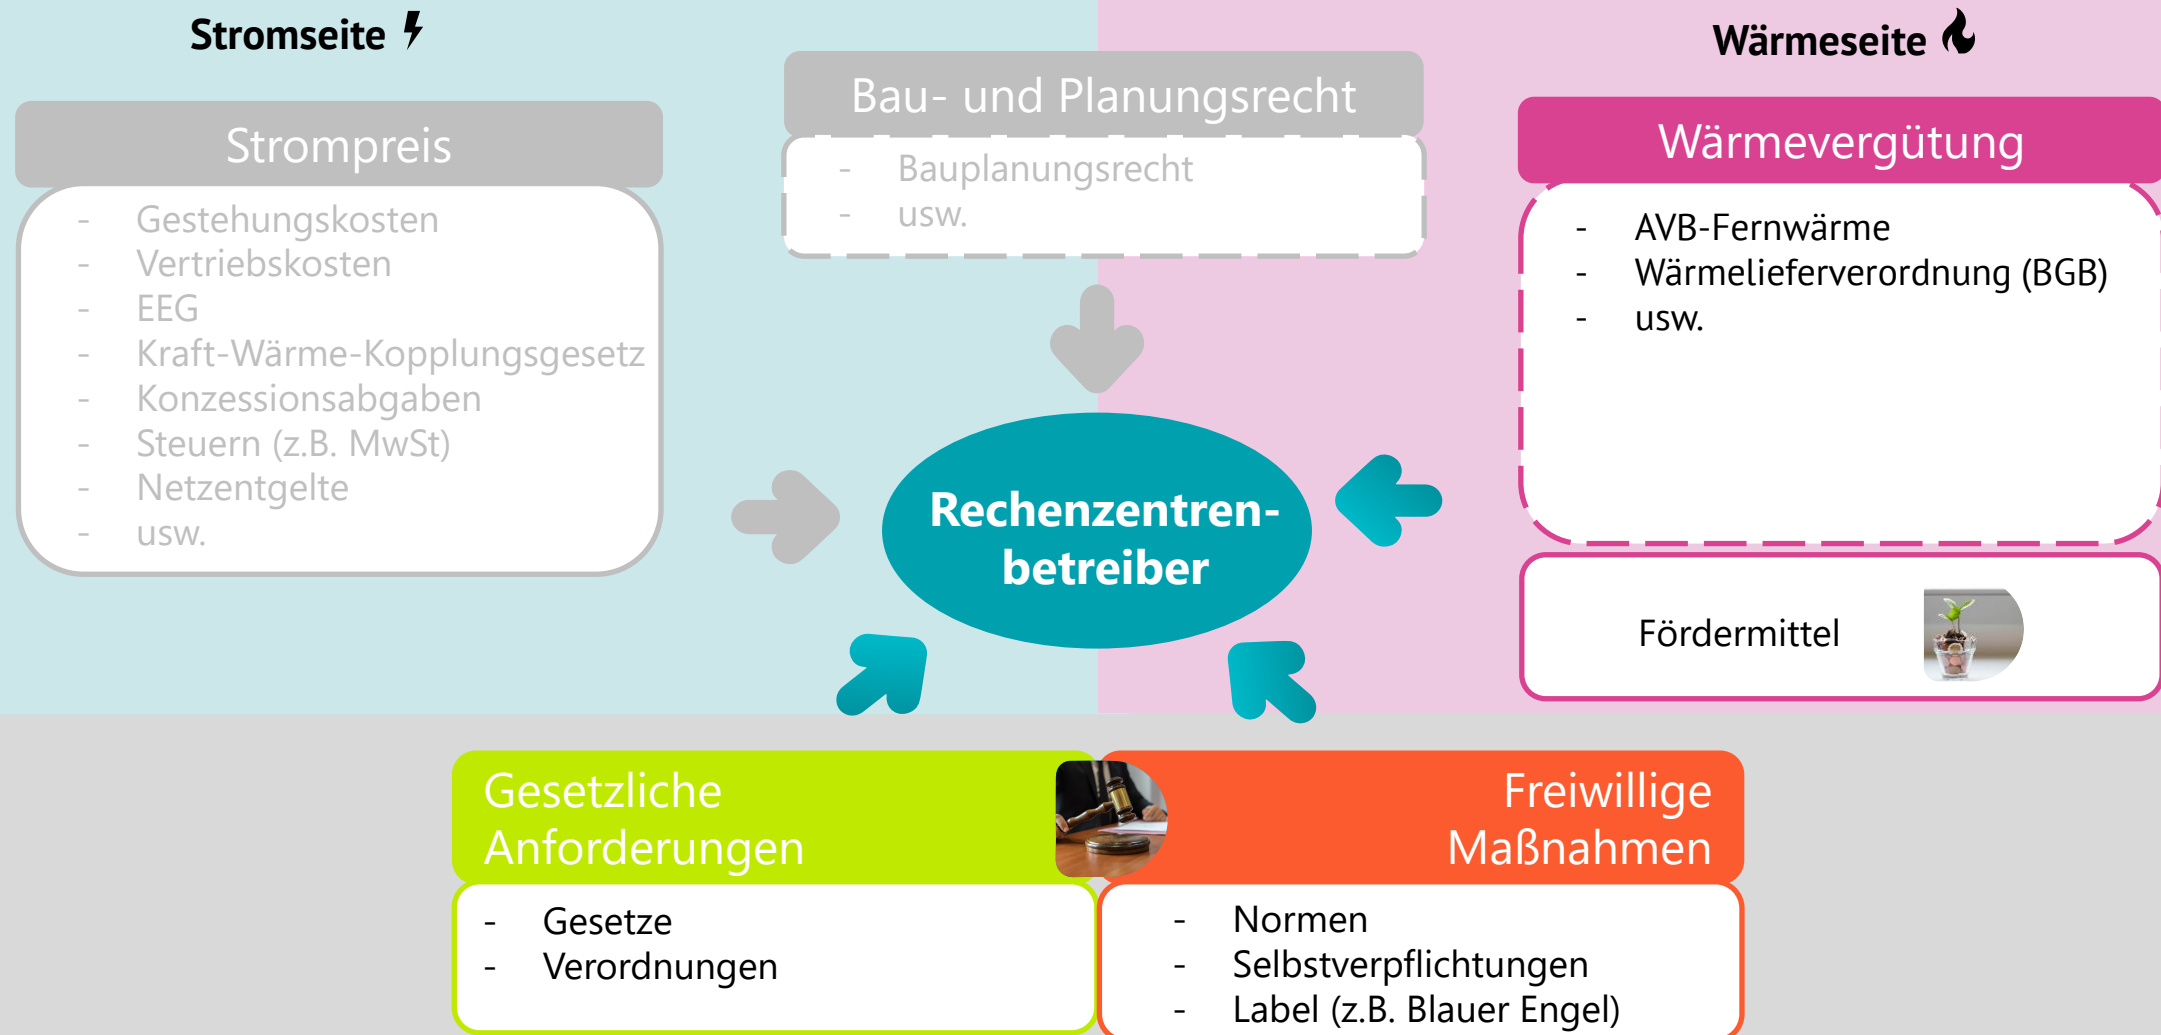 Stromseite
Strompreis
- Gestehungskosten
- Vertriebskosten
- EEG
- Kraft-Wärme-Kopplungsgesetz
- Konzessionsabgaben
- Steuern (z.B. MwSt)
- Netzentgelte
- usw.
Bau- und Planungsrecht
- Bauplanungsrecht
- usw.
Wärmeseite
Wärmevergütung
- AVB-Fernwärme
- Wärmelieferverordnung (BGB)
- usw.
Fördermittel
Rechenzentren-
betreiber
Gesetzliche
Anforderungen
- Gesetze
- Verordnungen
Freiwillige
Maßnahmen
- Normen
- Selbstverpflichtungen
- Label (z.B. Blauer Engel)